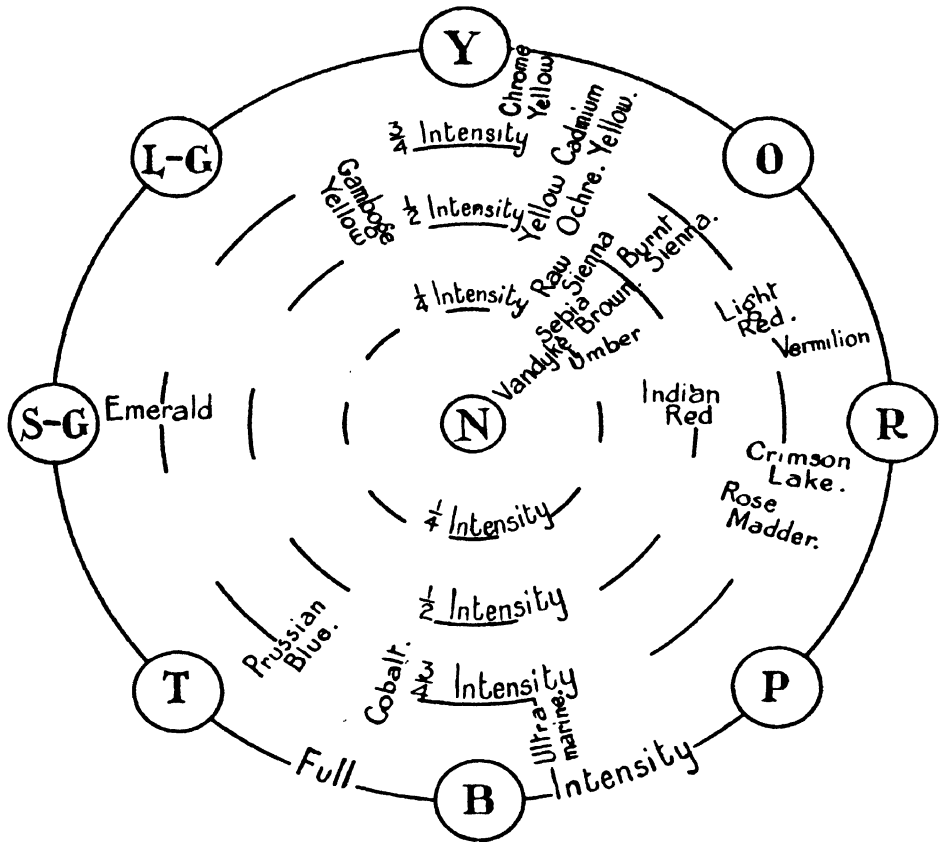 Y
Chrome
Yellow
L-G
O
¾ Intensity
Cadmium
Yellow.
Gamboge
Yellow
½ Intensity
Yellow
Ochre.
Burnt
Sienna.
Raw
Sienna
¼ Intensity
Sepia
Vandyke Brown.
Umber
Light
Red.
Vermilion
S-G
Emerald
N
Indian
Red
R
Crimson
Lake.
Rose
Madder.
¼ Intensity
½ Intensity
Prussian
Blue.
Cobalt.
¾ Intensity
Ultra-
marine.
T
P
Full
B
Intensity